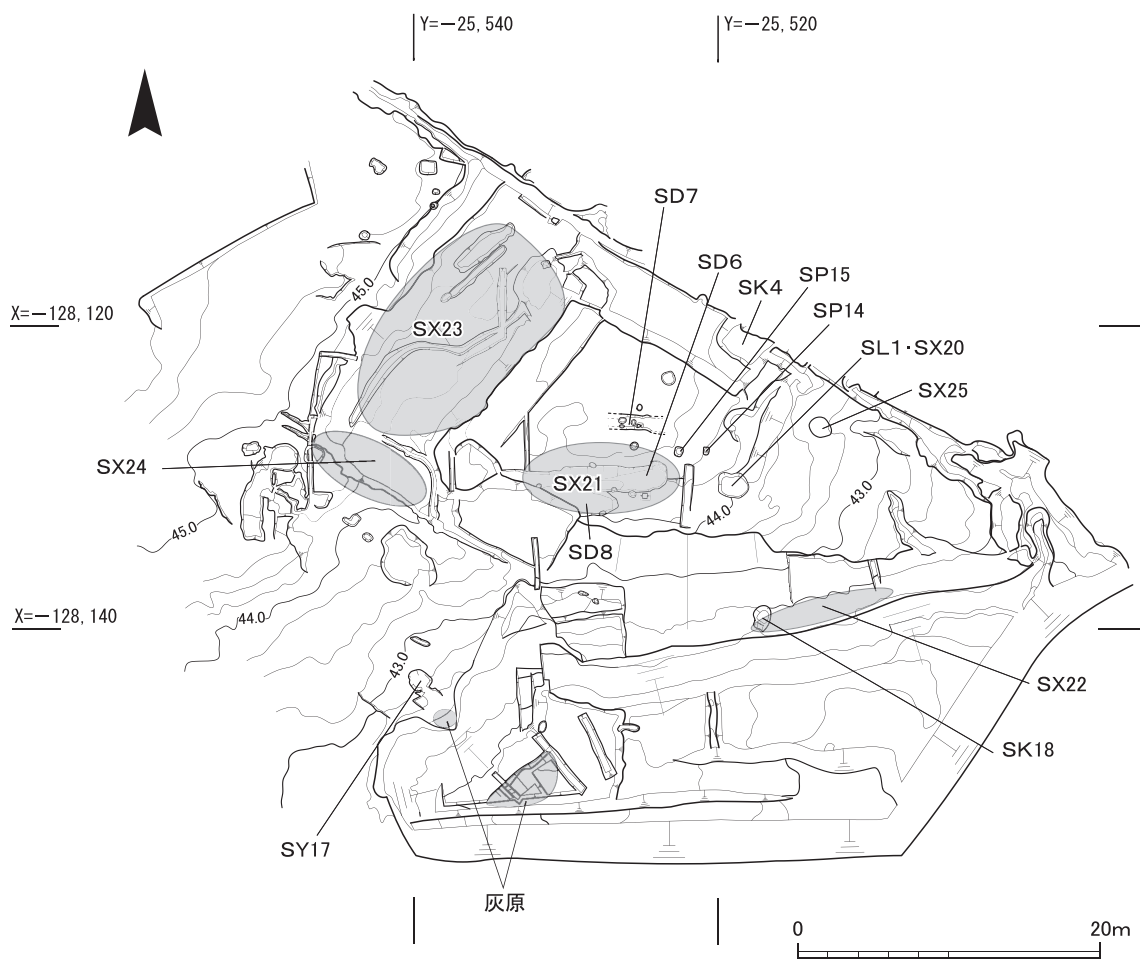 Y=－25, 540
Y=－25, 520
SD7
SD6
SP15
SK4
SP14
X=－128, 120
45.0
SL1・SX20
SX23
SX25
SX24
SX21
43.0
45.0
44.0
SD8
X=－128, 140
44.0
43.0
SX22
SK18
SY17
灰原
0
20m